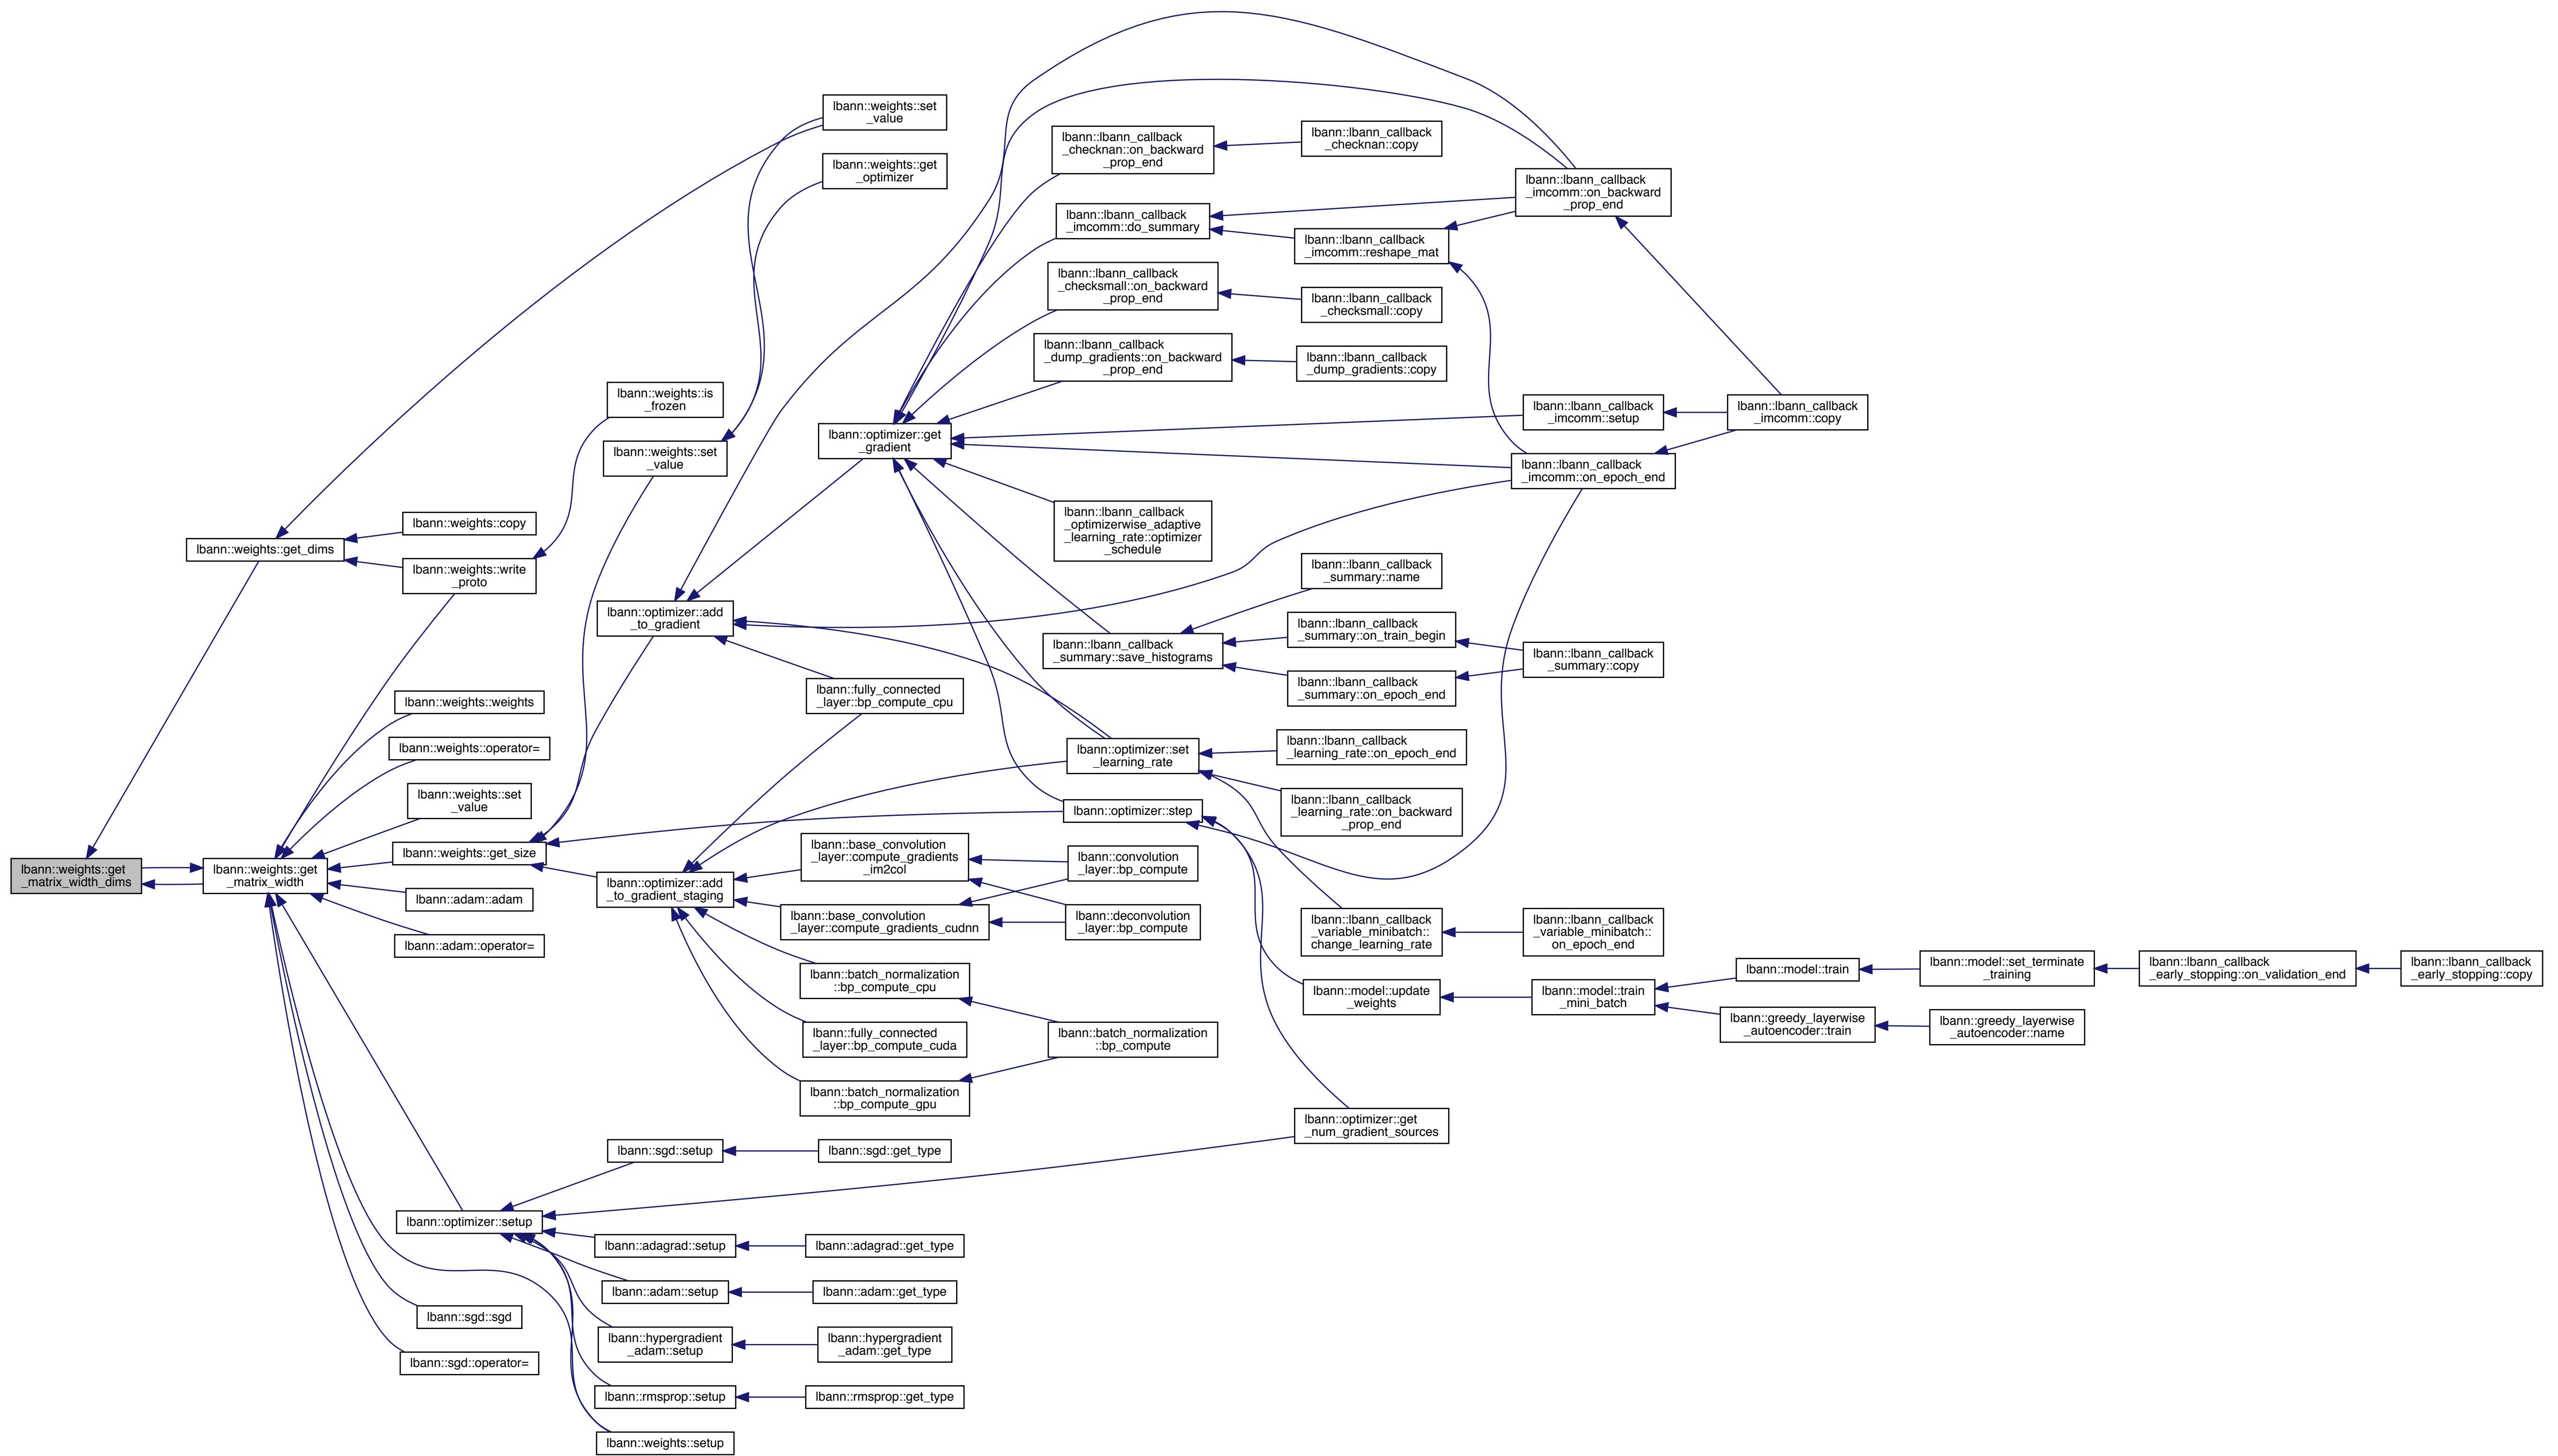 lbann::weights::get
_matrix_width_dims
lbann::weights::get_dims
lbann::weights::get
_matrix_width
lbann::weights::copy
lbann::weights::write
_proto
lbann::weights::weights
lbann::weights::operator=
lbann::weights::set
_value
lbann::weights::get_size
lbann::adam::adam
lbann::adam::operator=
lbann::optimizer::setup
lbann::sgd::sgd
lbann::sgd::operator=
lbann::weights::is
_frozen
lbann::weights::set
_value
lbann::optimizer::add
_to_gradient
lbann::optimizer::add
_to_gradient_staging
lbann::sgd::setup
lbann::adagrad::setup
lbann::adam::setup
lbann::hypergradient
_adam::setup
lbann::rmsprop::setup
lbann::weights::setup
lbann::weights::set
_value
lbann::weights::get
_optimizer
lbann::optimizer::get
_gradient
lbann::fully_connected
_layer::bp_compute_cpu
lbann::base_convolution
_layer::compute_gradients
_im2col
lbann::base_convolution
_layer::compute_gradients_cudnn
lbann::batch_normalization
::bp_compute_cpu
lbann::fully_connected
_layer::bp_compute_cuda
lbann::batch_normalization
::bp_compute_gpu
lbann::sgd::get_type
lbann::adagrad::get_type
lbann::adam::get_type
lbann::hypergradient
_adam::get_type
lbann::rmsprop::get_type
lbann::lbann_callback
_checknan::on_backward
_prop_end
lbann::lbann_callback
_imcomm::do_summary
lbann::lbann_callback
_checksmall::on_backward
_prop_end
lbann::lbann_callback
_dump_gradients::on_backward
_prop_end
lbann::lbann_callback
_optimizerwise_adaptive
_learning_rate::optimizer
_schedule
lbann::lbann_callback
_summary::save_histograms
lbann::optimizer::set
_learning_rate
lbann::optimizer::step
lbann::convolution
_layer::bp_compute
lbann::deconvolution
_layer::bp_compute
lbann::batch_normalization
::bp_compute
lbann::lbann_callback
_checknan::copy
lbann::lbann_callback
_imcomm::reshape_mat
lbann::lbann_callback
_checksmall::copy
lbann::lbann_callback
_dump_gradients::copy
lbann::lbann_callback
_summary::name
lbann::lbann_callback
_summary::on_train_begin
lbann::lbann_callback
_summary::on_epoch_end
lbann::lbann_callback
_learning_rate::on_epoch_end
lbann::lbann_callback
_learning_rate::on_backward
_prop_end
lbann::lbann_callback
_variable_minibatch::
change_learning_rate
lbann::model::update
_weights
lbann::optimizer::get
_num_gradient_sources
lbann::lbann_callback
_imcomm::on_backward
_prop_end
lbann::lbann_callback
_imcomm::setup
lbann::lbann_callback
_imcomm::on_epoch_end
lbann::lbann_callback
_summary::copy
lbann::lbann_callback
_variable_minibatch::
on_epoch_end
lbann::model::train
_mini_batch
lbann::lbann_callback
_imcomm::copy
lbann::model::train
lbann::greedy_layerwise
_autoencoder::train
lbann::model::set_terminate
_training
lbann::greedy_layerwise
_autoencoder::name
lbann::lbann_callback
_early_stopping::on_validation_end
lbann::lbann_callback
_early_stopping::copy